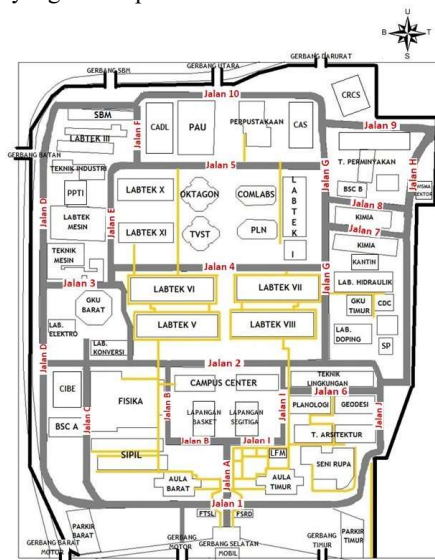 U
B T
S
GERBANG DARURAT
GERBANG UTARA
GERBANG SBM
CRCS
Jalan 10
SBM
CADL
PAU
PERPUSTAKAAN
CAS
Jalan 9
Jalan F
LABTEK III
GERBANG BATAN
TEKNIK INDUSTRI
Jalan 5
Jalan G
T. PERMINYAKAN
Jalan H
PPTI
LABTEK X
OKTAGON
COMLABS
LABTEK I
BSC B
WISMA REKTOR
Jalan 8
Jalan D
LABTEK MESIN
Jalan E
KIMIA
Jalan 7
LABTEK XI
TVST
PLN
KIMIA
TEKNIK MESIN
KANTIN
Jalan 4
Jalan G
LAB. HIDRAULIK
Jalan 3
LABTEK VI
LABTEK VII
GKU BARAT
GKU TIMUR
CDC
LABTEK V
LABTEK VIII
LAB. ELEKTRO
LAB. DOPING
SP
LAB. KONVERSI
Jalan D
Jalan 2
CIBE
FISIKA
Jalan B
CAMPUS CENTER
TEKNIK LINGKUNGAN
Jalan 6
Jalan I
PLANOLOGI
GEODESI
Jalan J
Jalan C
LAPANGAN BASKET
LAPANGAN SEGITIGA
BSC A
T. ARSITEKTUR
Jalan B
Jalan I
SIPIL
Jalan A
LFM
SENI RUPA
AULA BARAT
AULA TIMUR
Jalan 1
FTSL
FSRD
PARKIR BARAT
PARKIR TIMUR
GERBANG BARAT MOTOR
GERBANG MOTOR
GERBANG SELATAN
MOBIL
GERBANG TIMUR